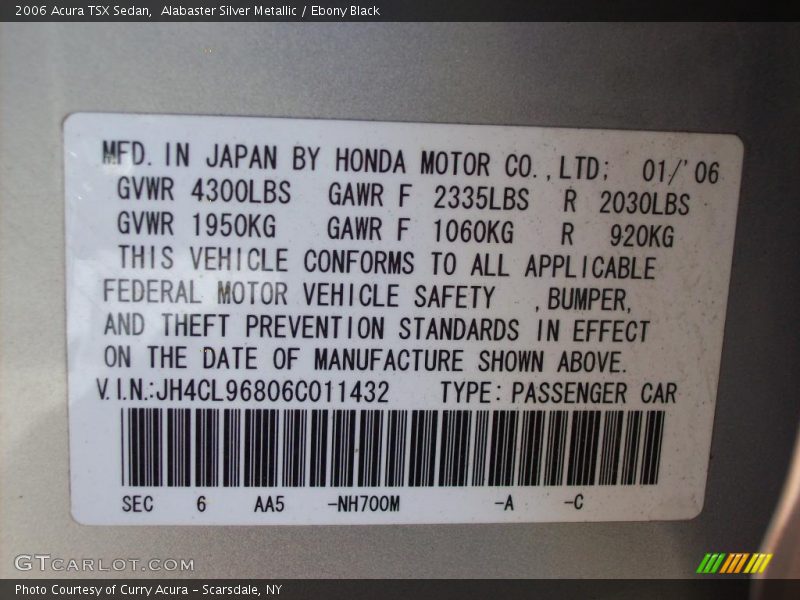 2006 Acura TSX Sedan,  Alabaster Silver Metallic / Ebony Black
MFD. IN JAPAN BY HONDA MOTOR CO.,LTD; 01/'06
GVWR 4300LBS GAWR F 2335LBS R 2030LBS
GVWR 1950KG GAWR F 1060KG R 920KG
THIS VEHICLE CONFORMS TO ALL APPLICABLE
FEDERAL MOTOR VEHICLE SAFETY ,BUMPER,
AND THEFT PREVENTION STANDARDS IN EFFECT
ON THE DATE OF MANUFACTURE SHOWN ABOVE.
V.I.N.:JH4CL96806C011432 TYPE: PASSENGER CAR
SEC 6 AA5 -NH700M -A -C
GTCARLOT.COM
Photo Courtesy of Curry Acura - Scarsdale, NY